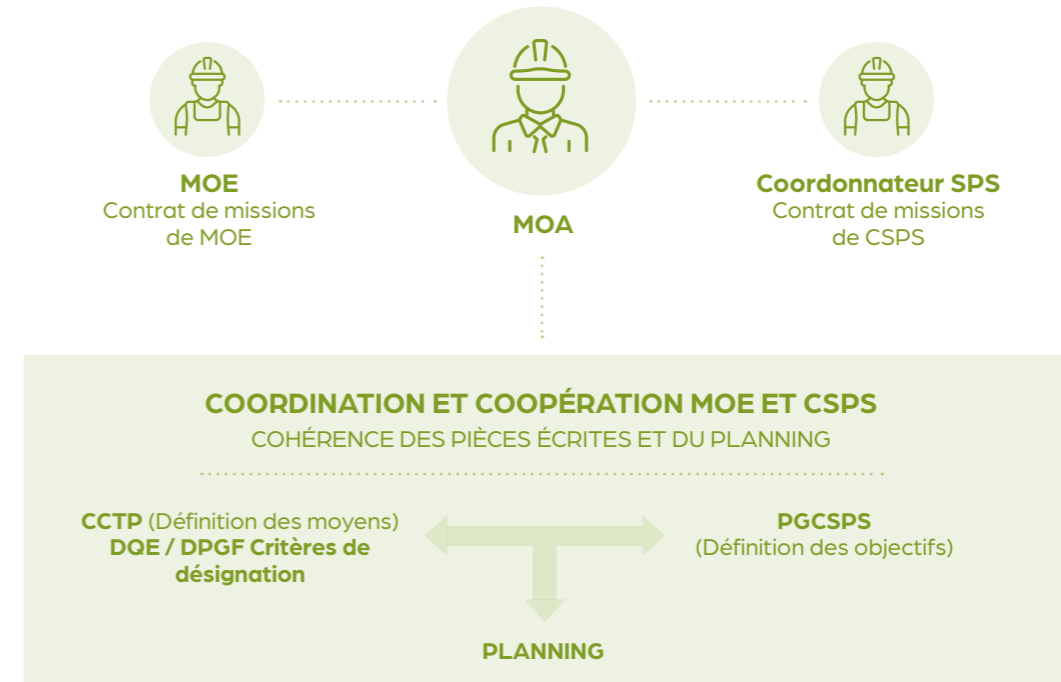 MOE
Contrat de missions
de MOE
MOA
Coordonnateur SPS
Contrat de missions
de CSPS
COORDINATION ET COOPÉRATION MOE ET CSPS
COHÉRENCE DES PIÈCES ÉCRITES ET DU PLANNING
CCTP (Définition des moyens)
DQE / DPGF Critères de
désignation
PGCSPS
(Définition des objectifs)
PLANNING